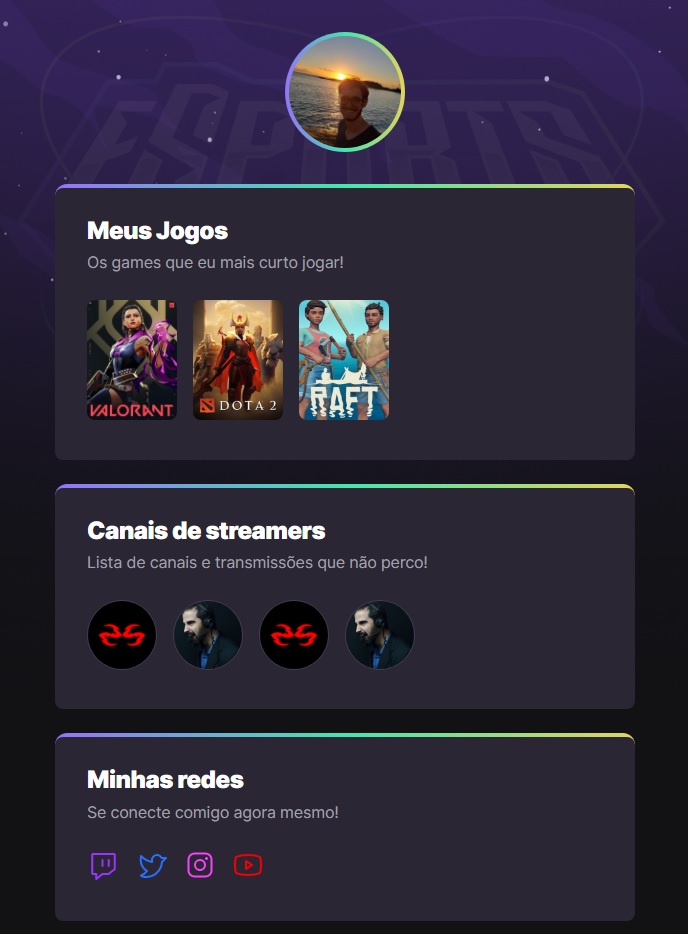 ESPORTS
Meus Jogos
Os games que eu mais curto jogar!
VALORANT
DOTA 2
RAFT
Canais de streamers
Lista de canais e transmissões que não perco!
Minhas redes
Se conecte comigo agora mesmo!